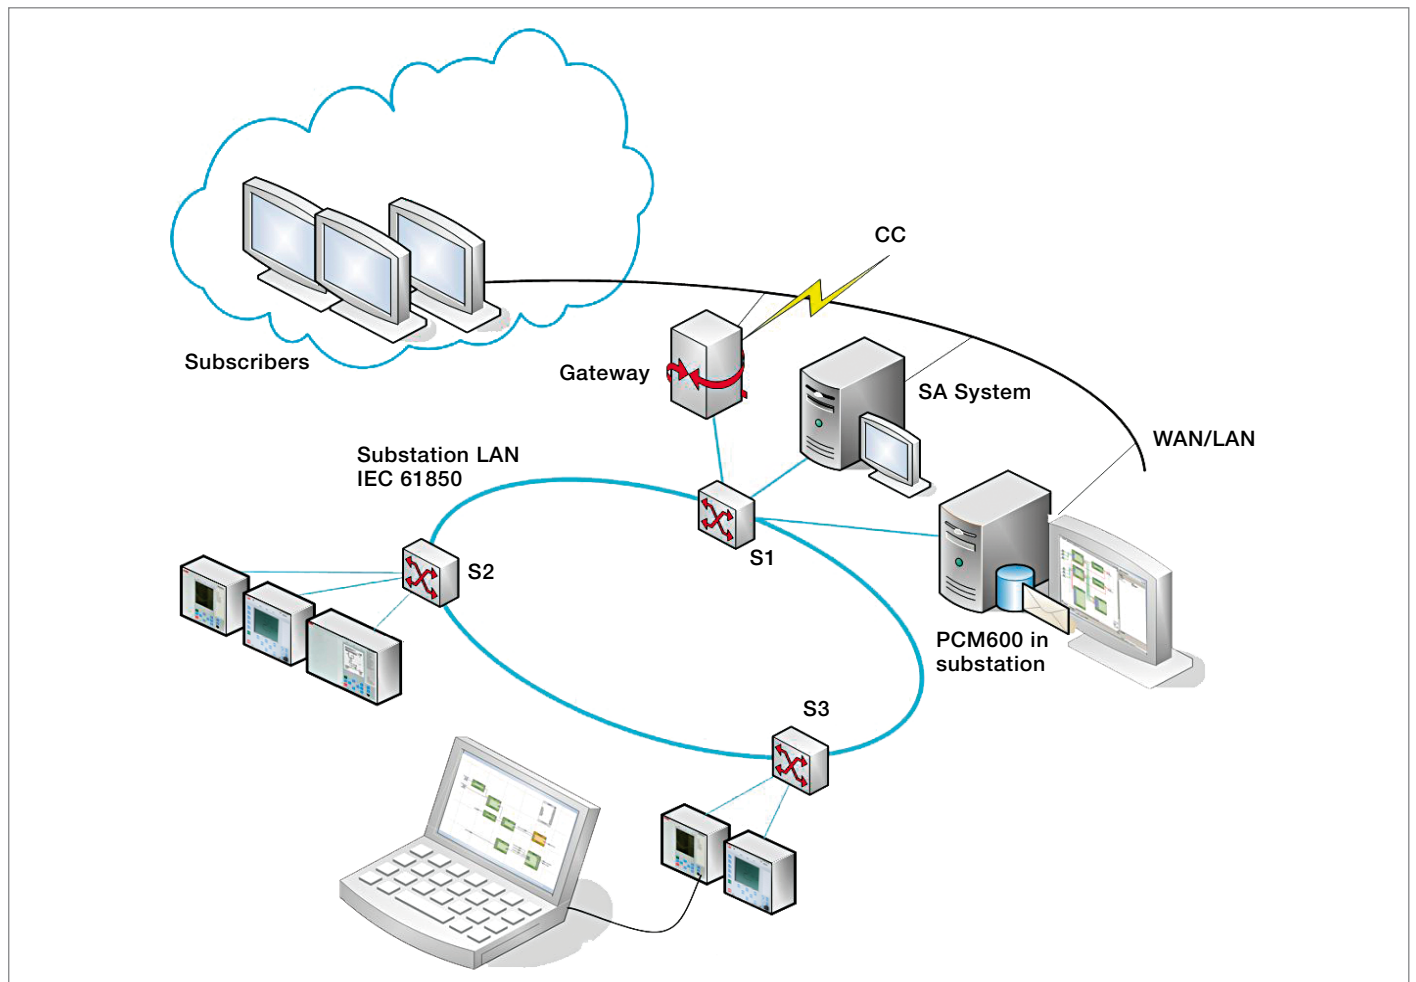 CC
Subscribers
Gateway
SA System
WAN/LAN
Substation LAN
IEC 61850
S1
S2
PCM600 in
substation
S3